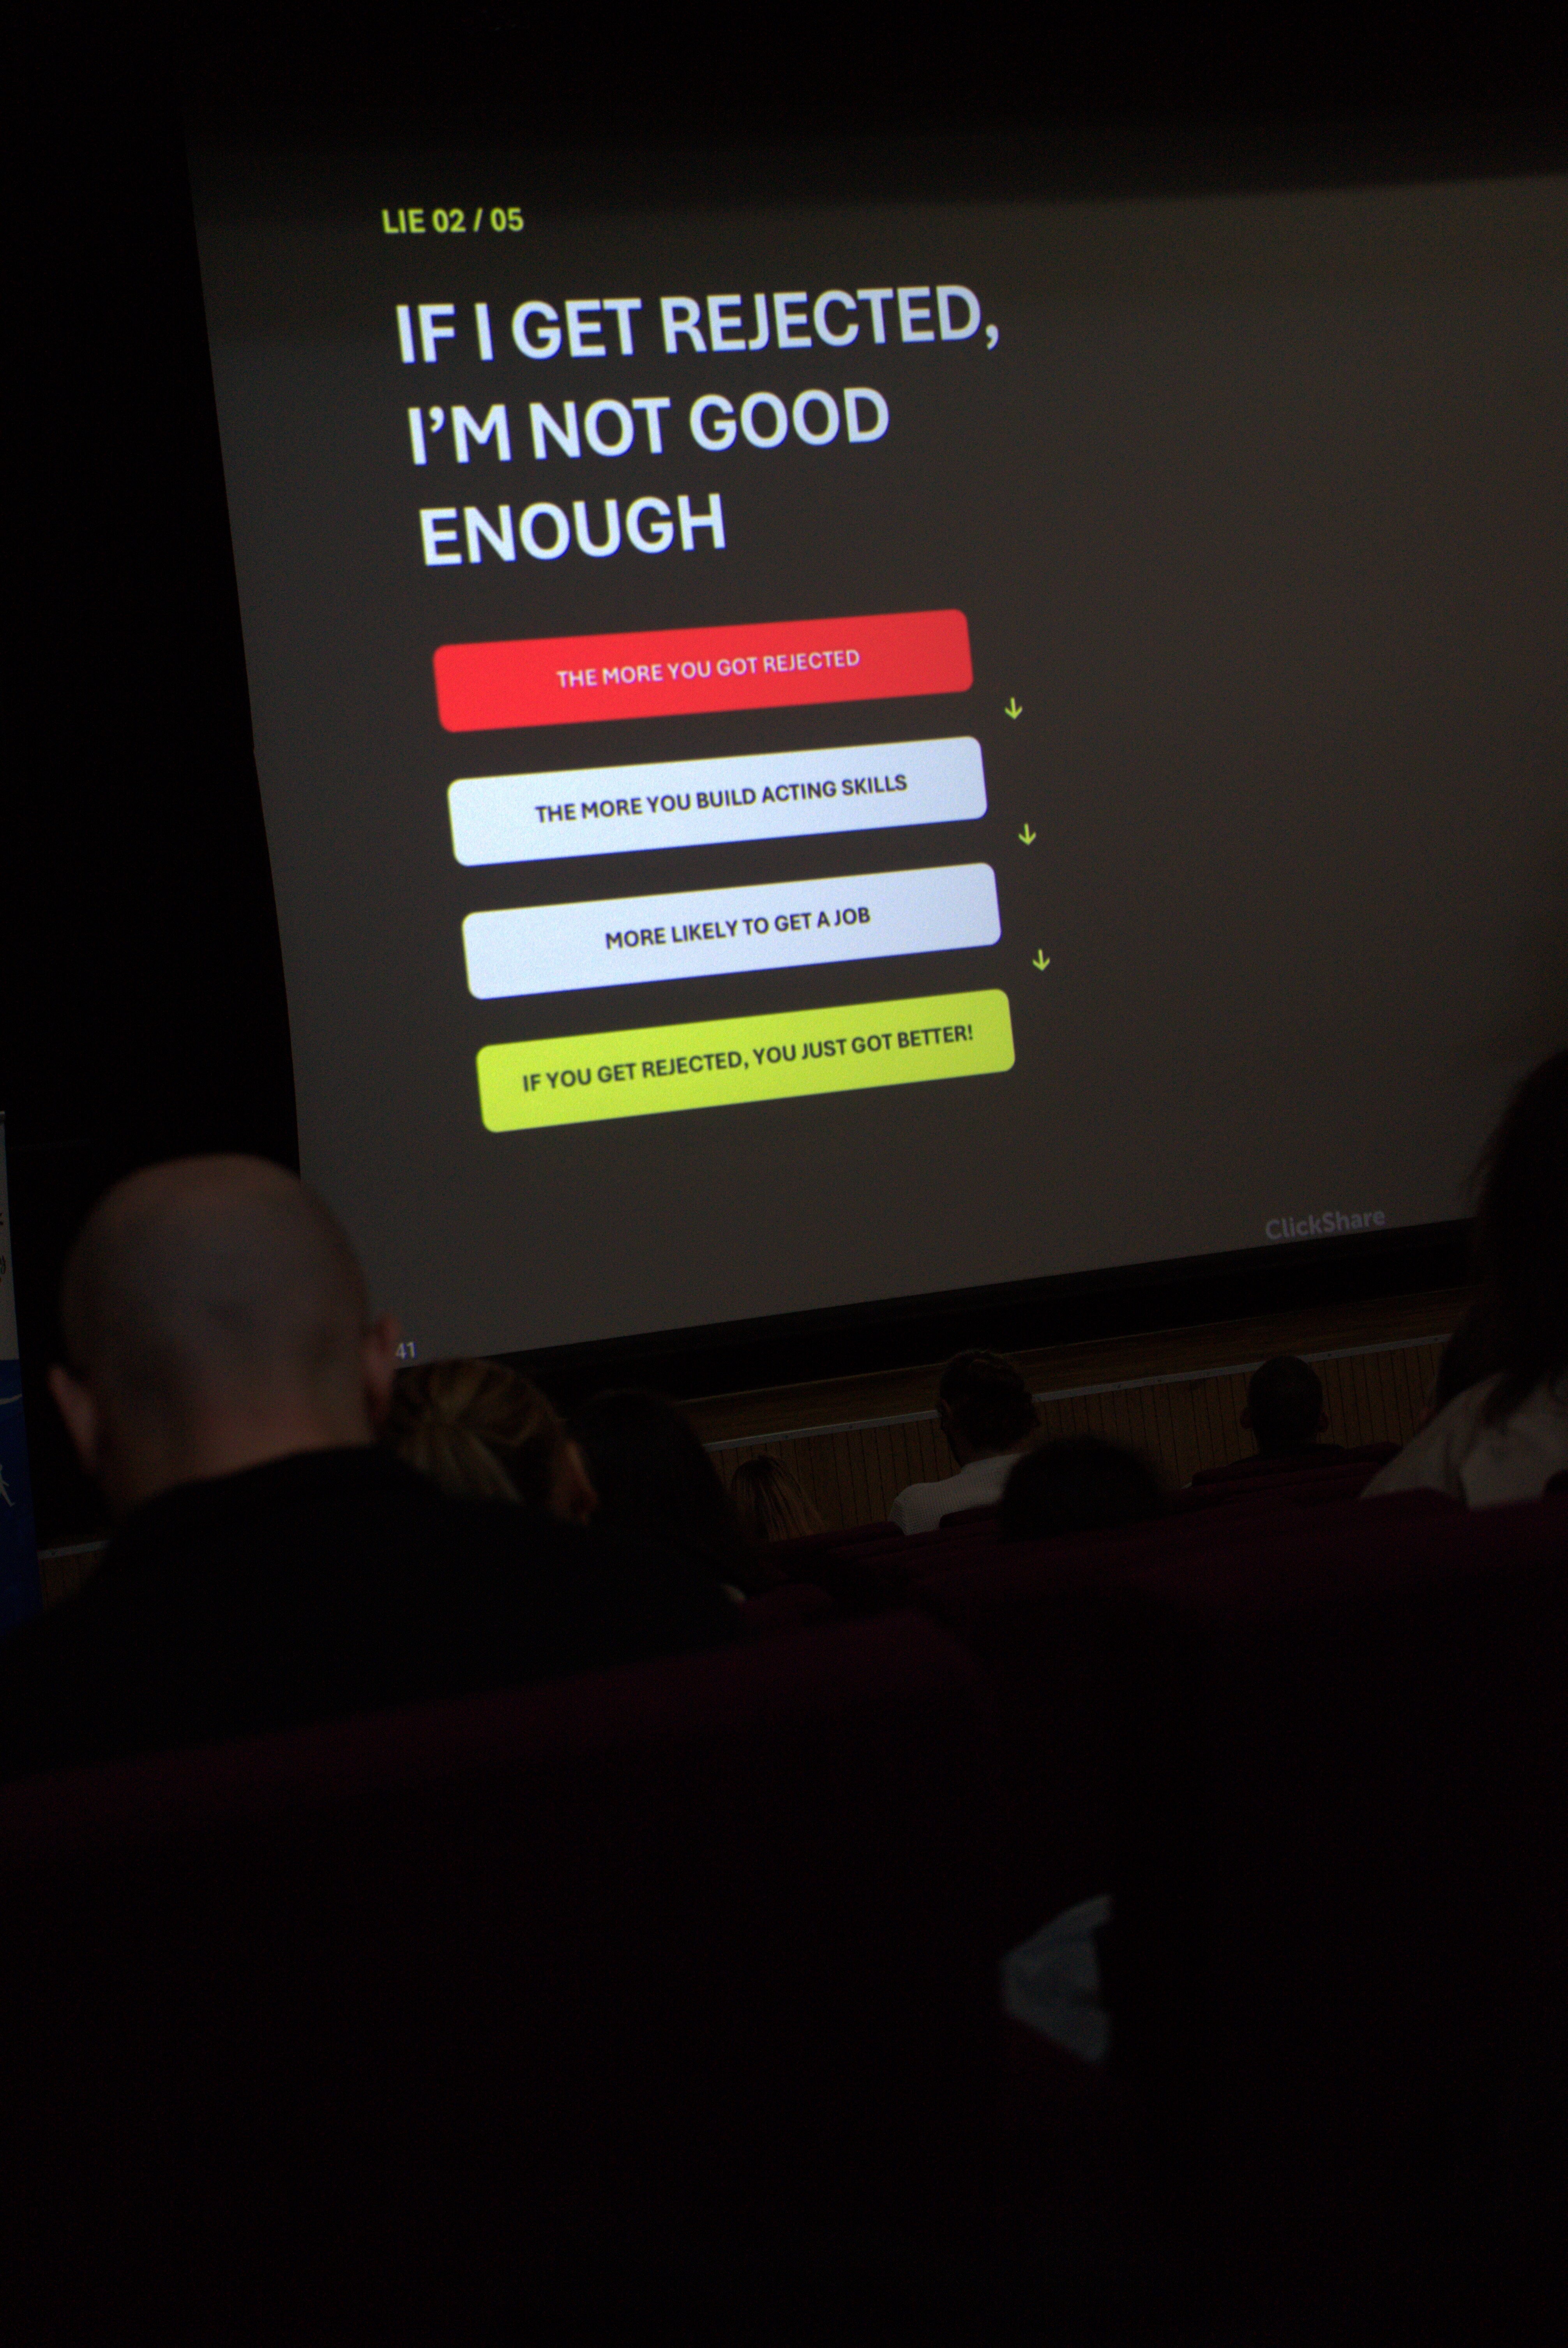 LIE 02 / 05
IF I GET REJECTED,
I'M NOT GOOD
ENOUGH
THE MORE YOU GOT REJECTED
THE MORE YOU BUILD ACTING SKILLS
MORE LIKELY TO GET A JOB
IF YOU GET REJECTED, YOU JUST GOT BETTER!
ClickShare
41